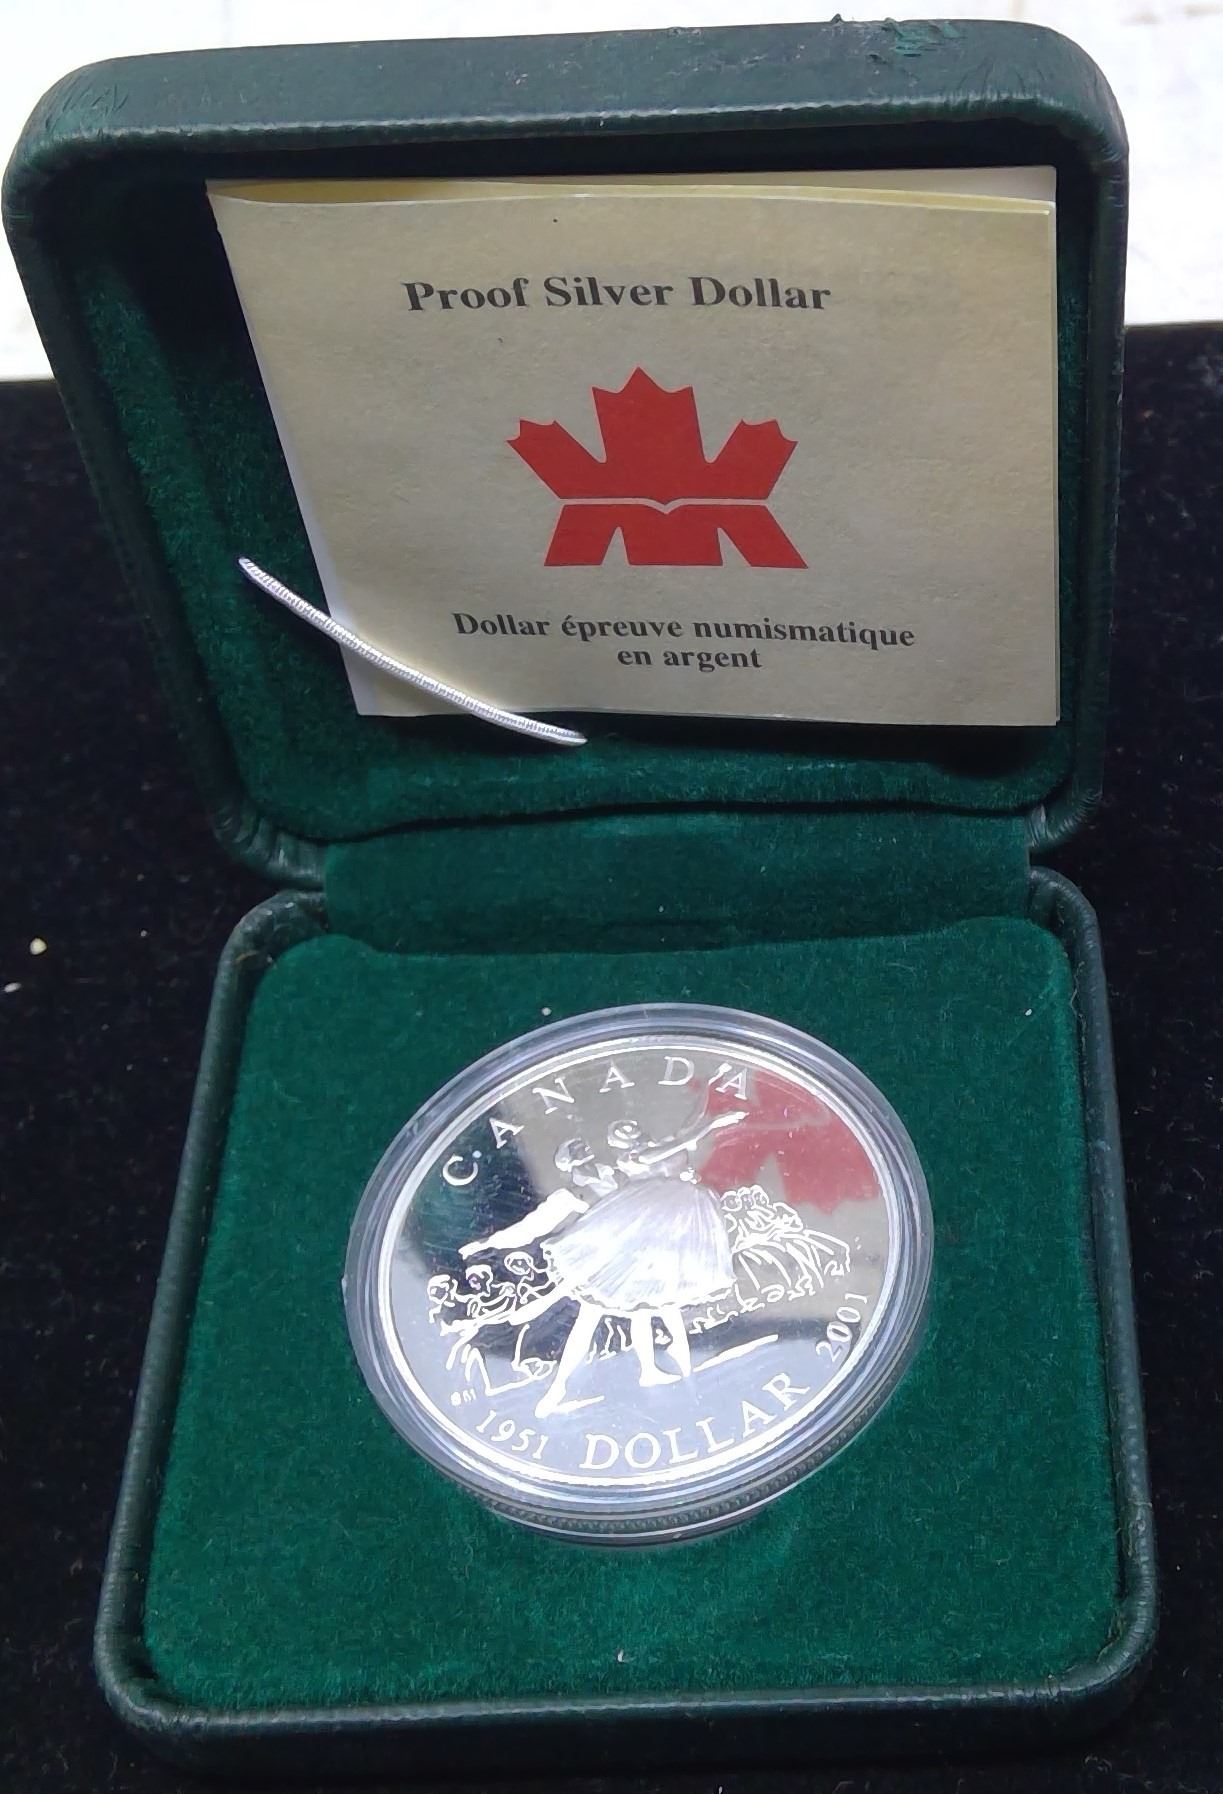 Proof Silver Dollar
Dollar épreuve numismatique
en argent
CANADA
1951 DOLLAR 2001